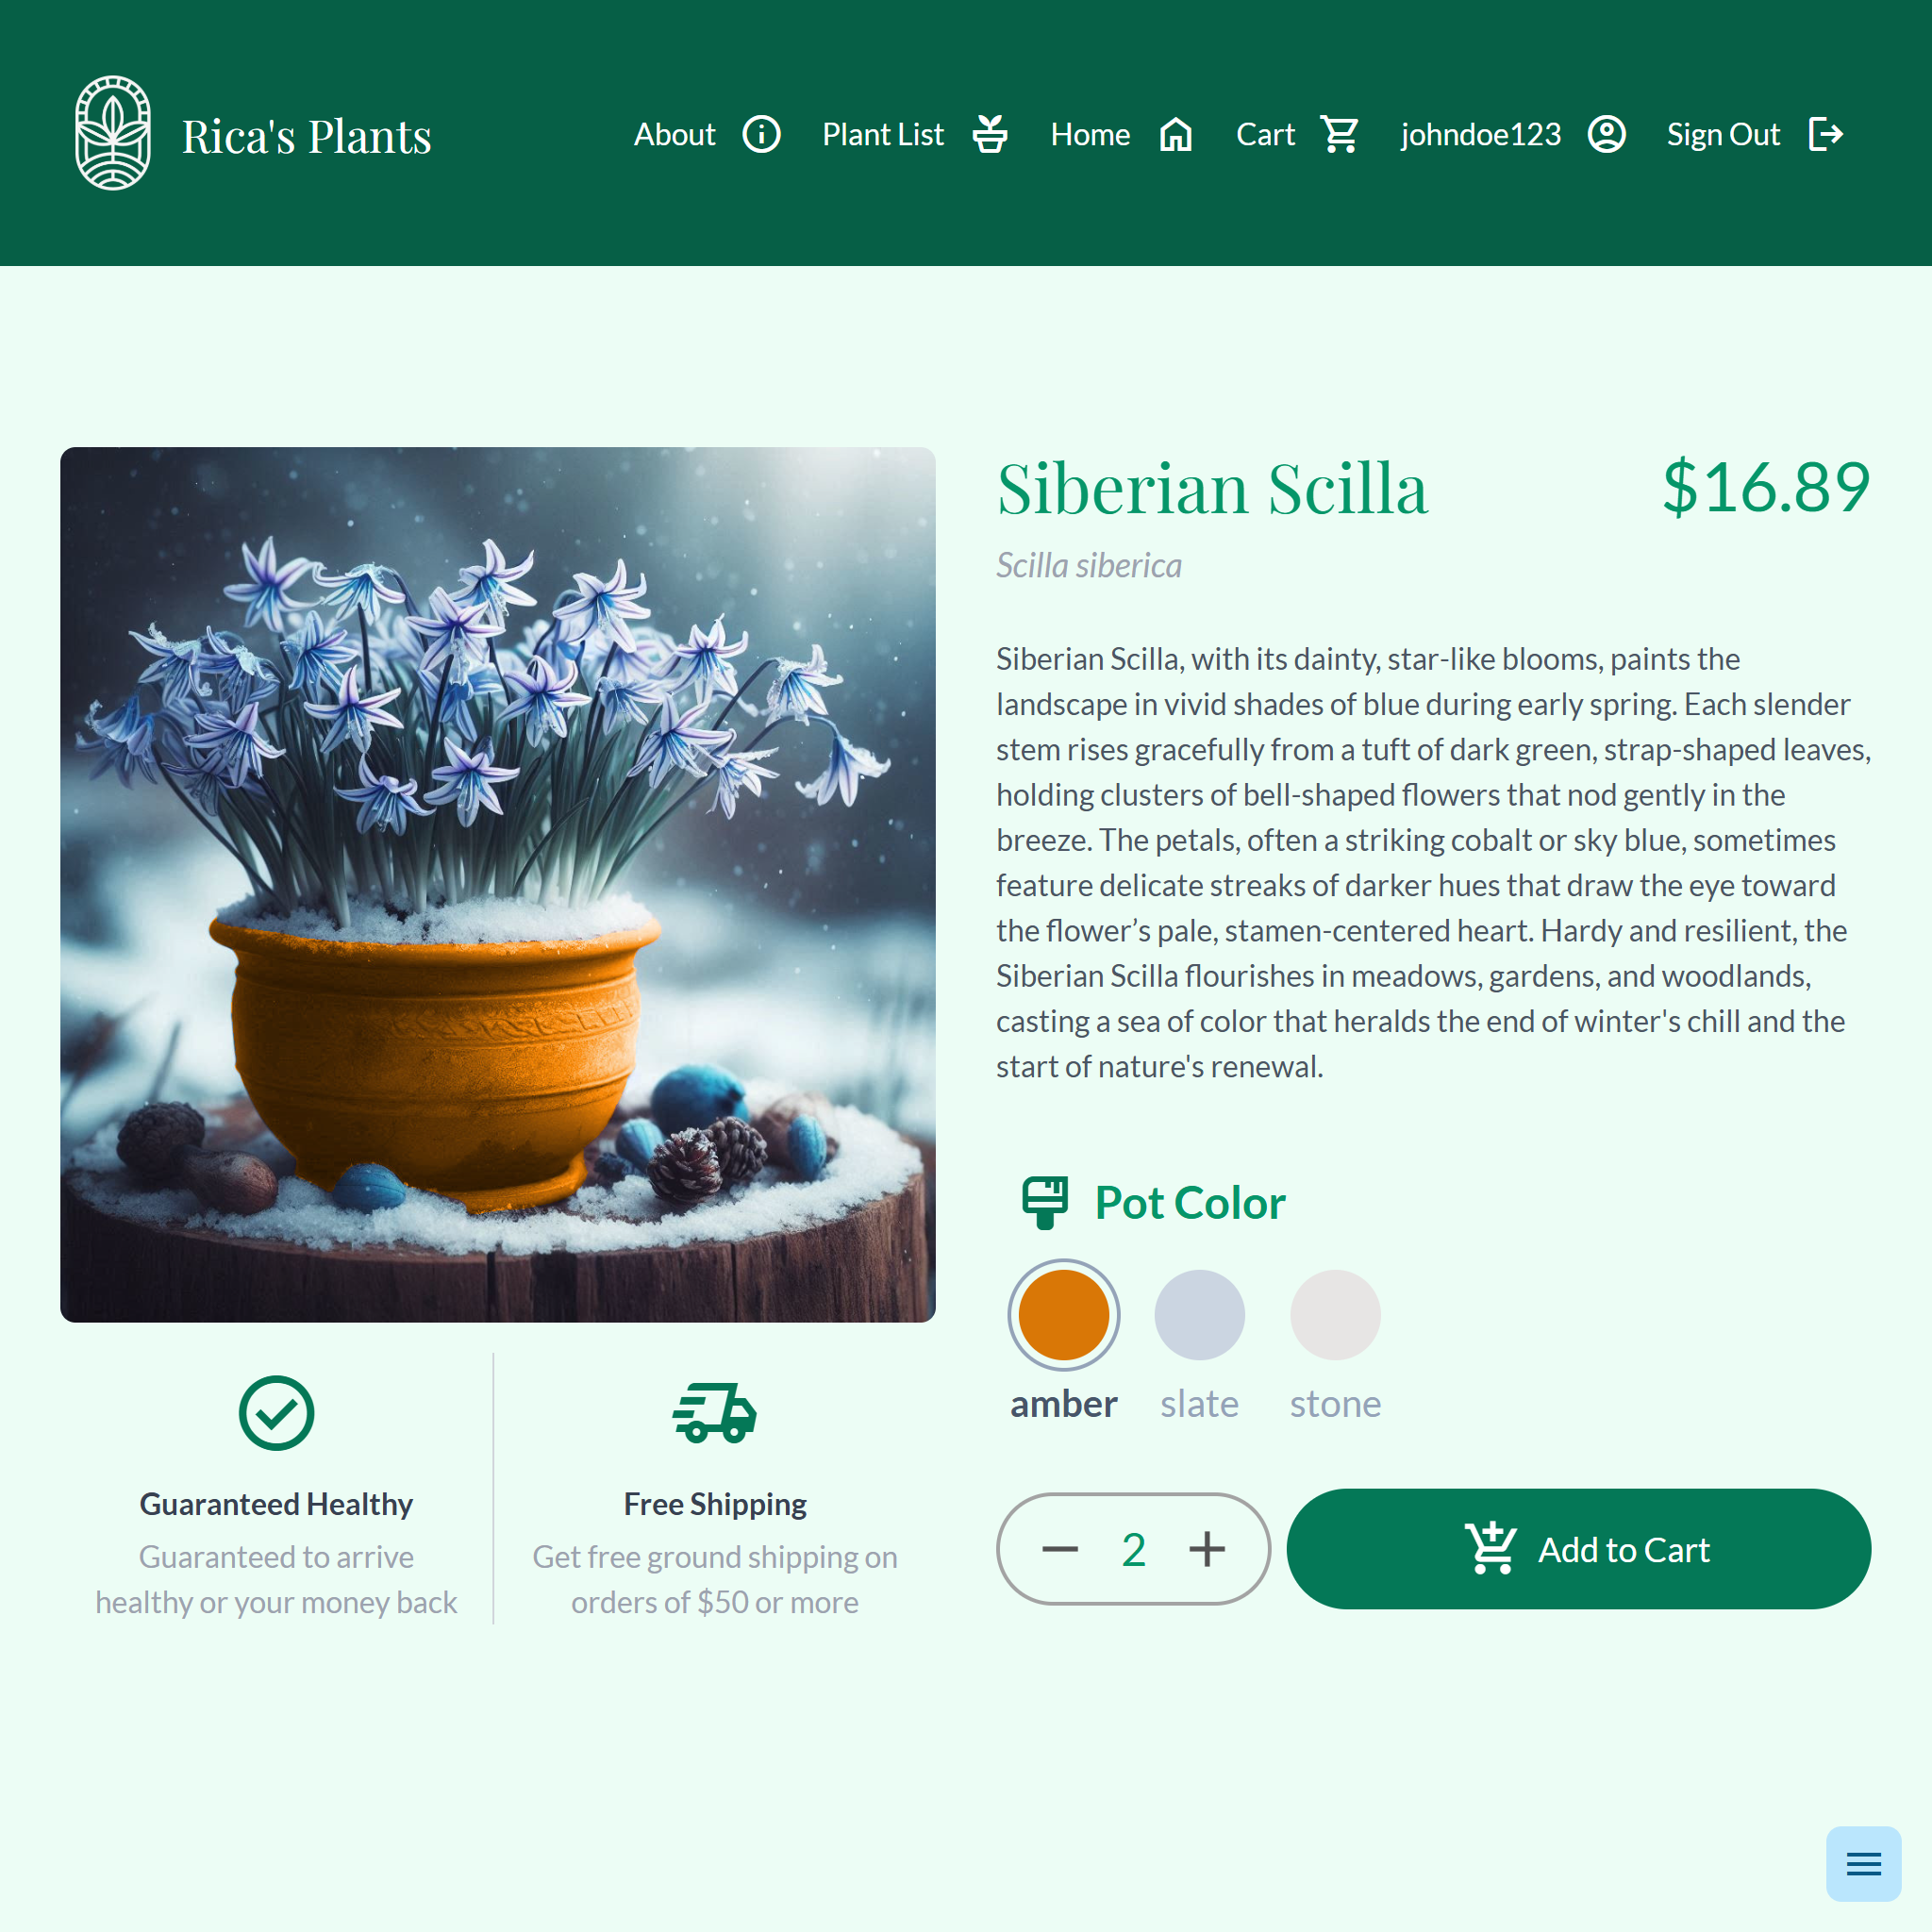 Rica's Plants
About
Plant List
Home
Cart
johndoe123
Sign Out
Siberian Scilla
$16.89
Scilla siberica
Siberian Scilla, with its dainty, star-like blooms, paints the
landscape in vivid shades of blue during early spring. Each slender
stem rises gracefully from a tuft of dark green, strap-shaped leaves,
holding clusters of bell-shaped flowers that nod gently in the
breeze. The petals, often a striking cobalt or sky blue, sometimes
feature delicate streaks of darker hues that draw the eye toward
the flower’s pale, stamen-centered heart. Hardy and resilient, the
Siberian Scilla flourishes in meadows, gardens, and woodlands,
casting a sea of color that heralds the end of winter's chill and the
start of nature's renewal.
Pot Color
amber
slate
stone
2
Add to Cart
Guaranteed Healthy
Guaranteed to arrive
healthy or your money back
Free Shipping
Get free ground shipping on
orders of $50 or more